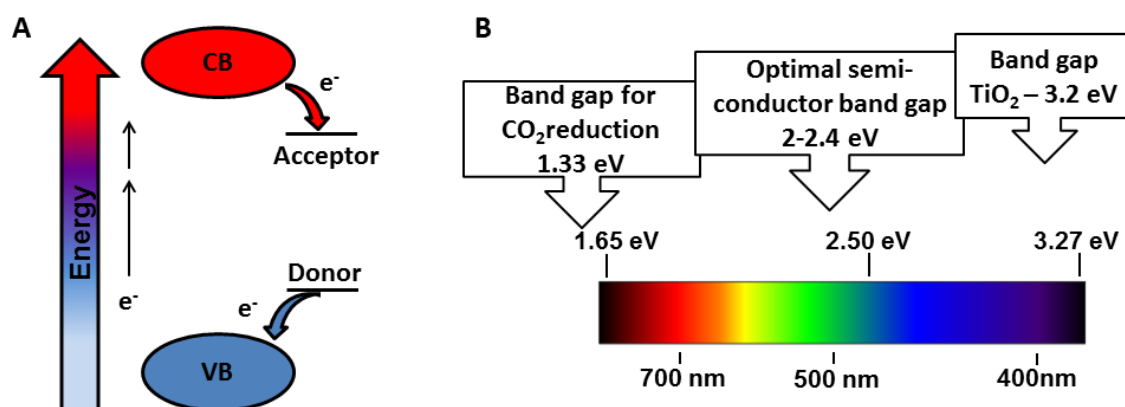 A
CB
e-
Acceptor
Energy
e-
Donor
e-
VB
B
Band gap for
CO2reduction
1.33 eV
Optimal semi-
conductor band gap
2-2.4 eV
Band gap
TiO2 – 3.2 eV
1.65 eV
2.50 eV
3.27 eV
700 nm
500 nm
400nm